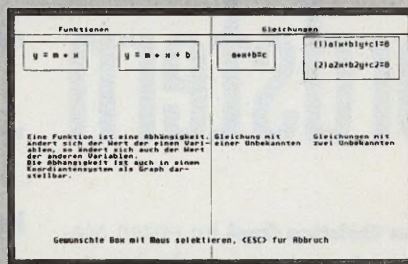 Funktionen
Gleichungen
y = m * x
y = m * x + b
m*x+b=c
(1)a1x+b1y+c1=0
(2)a2x+b2y+c2=0
Eine Funktion ist eine Abhängigkeit.
ändert sich der Wert der einen Vari-
ablen, so ändert sich auch der Wert
der anderen Variablen.
Die Abhängigkeit ist auch in einem
Koordiantensystem als Graph dar-
stellbar.
Gleichung mit
einer Unbekannten
Gleichungen mit
zwei Unbekannten
Gewunschte Box mit Maus selektieren, <ESC> fur Abbruch